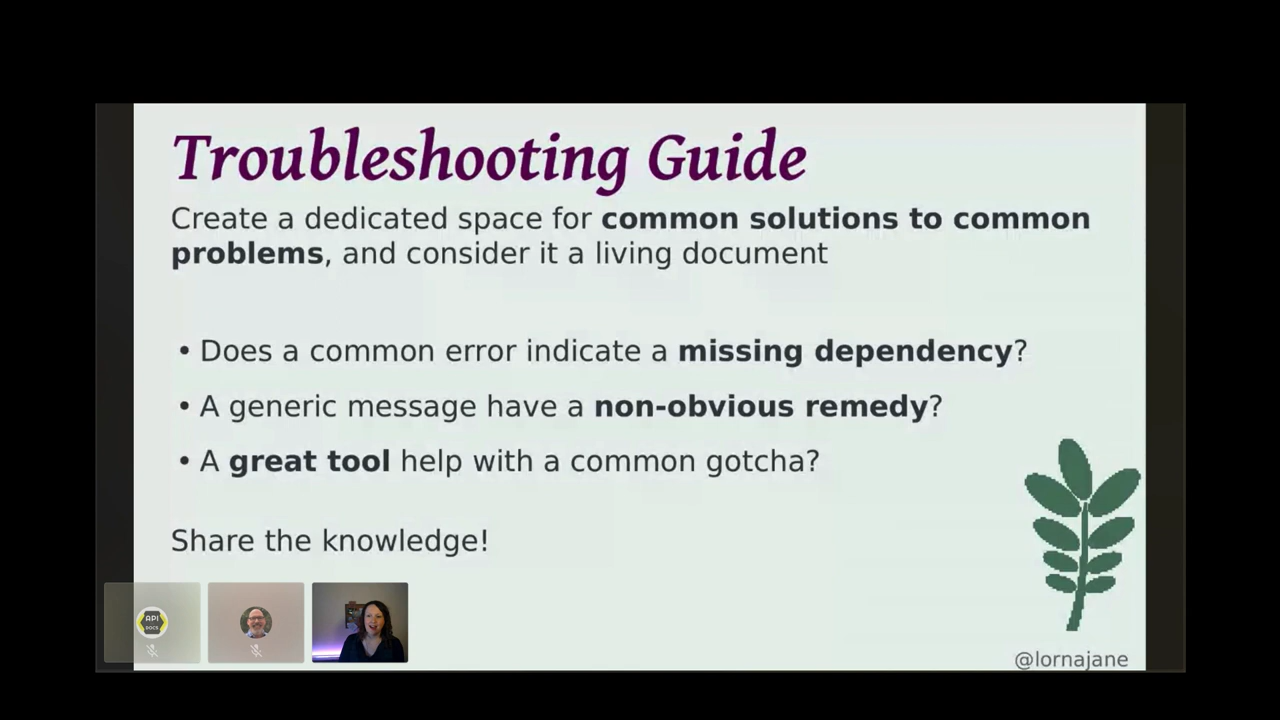 Troubleshooting Guide
Create a dedicated space for common solutions to common
problems, and consider it a living document
• Does a common error indicate a missing dependency?
• A generic message have a non-obvious remedy?
• A great tool help with a common gotcha?
Share the knowledge!
API
DOCS
@lornajane